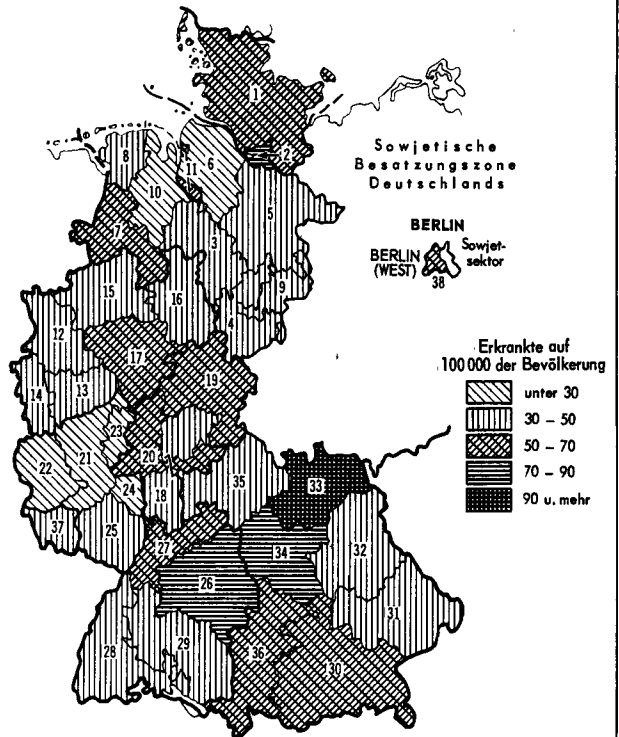 1
2
8
6
11
10
Sowjetische
Besatzungszone
Deutschlands
5
7
3
BERLIN
BERLIN
(WEST)
Sowjet-
sektor
38
9
15
16
12
4
17
19
14
13
23
20
22
21
24
18
35
33
37
25
27
34
32
26
31
29
28
36
30
Erkrankte auf
100 000 der Bevölkerung
unter 30
30 – 50
50 – 70
70 – 90
90 u. mehr